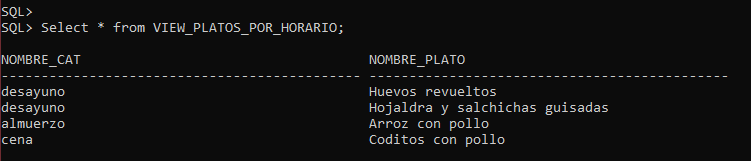 SQL>
SQL> Select * from VIEW_PLATOS_POR_HORARIO;
NOMBRE_CAT NOMBRE_PLATO
--------------------------------------------- ---------------------------------------------
desayuno Huevos revueltos
desayuno Hojaldra y salchichas guisadas
almuerzo Arroz con pollo
cena Coditos con pollo